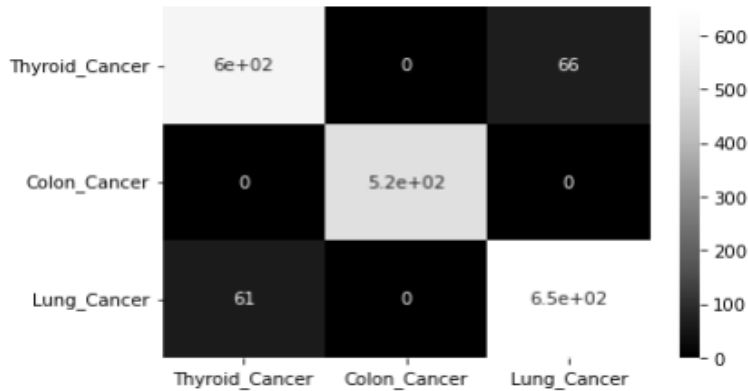 600
Thyroid_Cancer 6e+02 0 66
500
400
Colon_Cancer 0 5.2e+02 0
300
200
Lung_Cancer 61 0 6.5e+02
100
0
Thyroid_Cancer Colon_Cancer Lung_Cancer